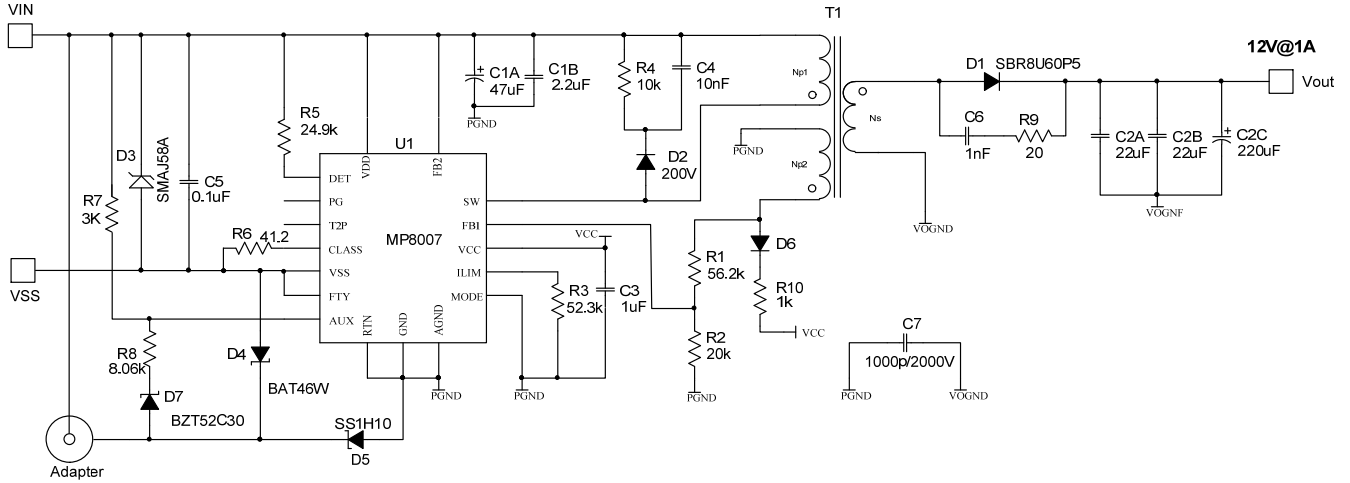 VIN
T1
12V@1A
D1 SBR8U60P5
Vout
R4
10k
C4
10nF
C1A
47uF
C1B
2.2uF
PGND
Np1
Ns
C6
1nF
R9
20
C2A
22uF
C2B
22uF
C2C
220uF
VOGNF
R5
24.9k
D3
SMAJ58A
C5
0.1uF
R7
3K
U1
VDD
FB2
DET
PG
T2P
CLASS
VSS
FTY
AUX
MP8007
SW
FB1
VCC
ILIM
MODE
RTN
GND
AGND
D2
200V
PGND
Np2
VOGND
R6 41.2
VSS
VCC
R3
52.3k
C3
1uF
R1
56.2k
D6
R10
1k
VCC
R2
20k
PGND
PGND
PGND
C7
1000p/2000V
PGND
VOGND
R8
8.06k
D4
BAT46W
D7
BZT52C30
SS1H10
D5
Adapter